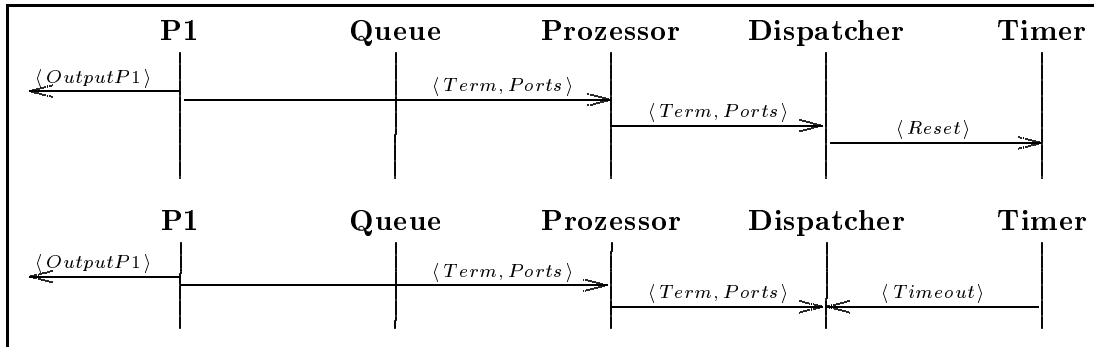 P1 Queue Prozessor Dispatcher Timer
⟨OutputP1⟩
⟨Term, Ports⟩
⟨Term, Ports⟩
⟨Reset⟩
P1 Queue Prozessor Dispatcher Timer
⟨OutputP1⟩
⟨Term, Ports⟩
⟨Term, Ports⟩ ⟨Timeout⟩